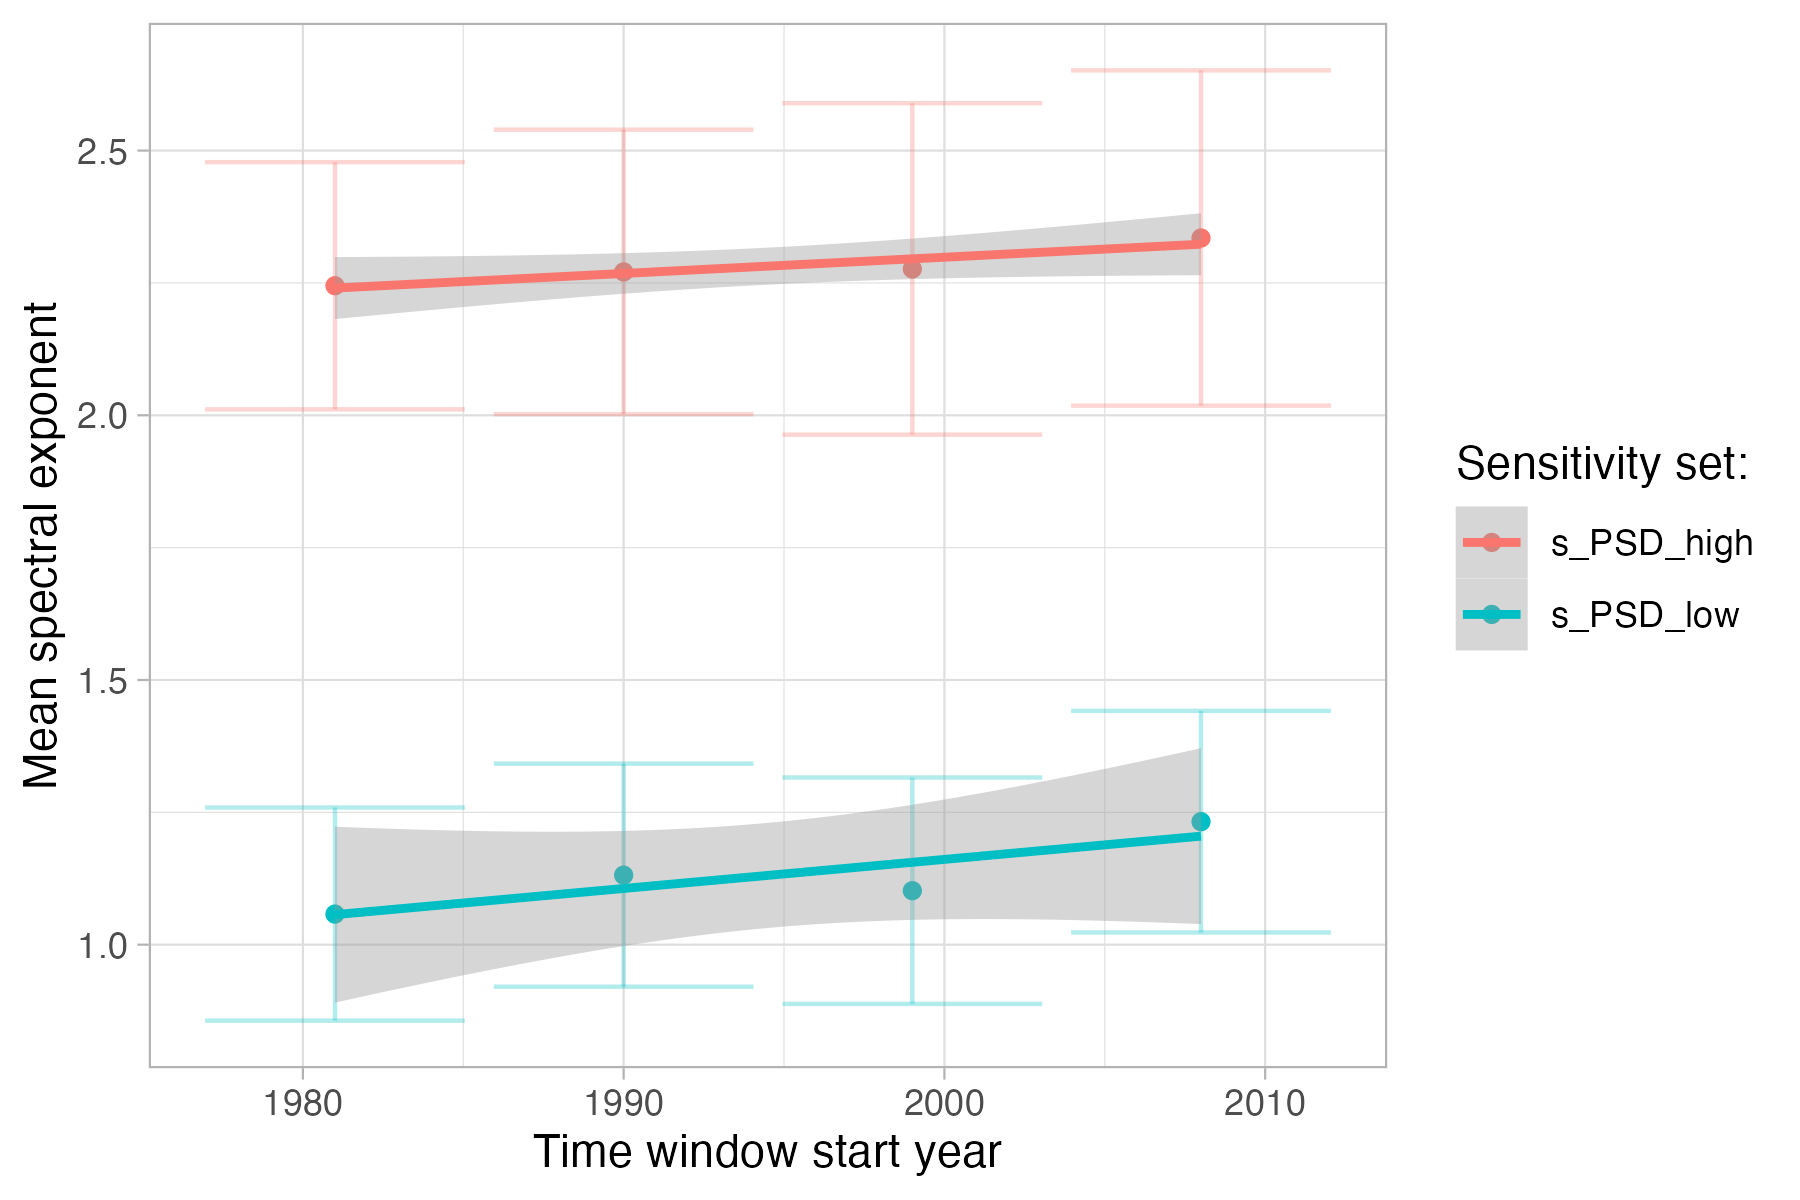 Mean spectral exponent
2.5
2.0
1.5
1.0
1980
1990
2000
2010
Time window start year
Sensitivity set:
s_PSD_high
s_PSD_low